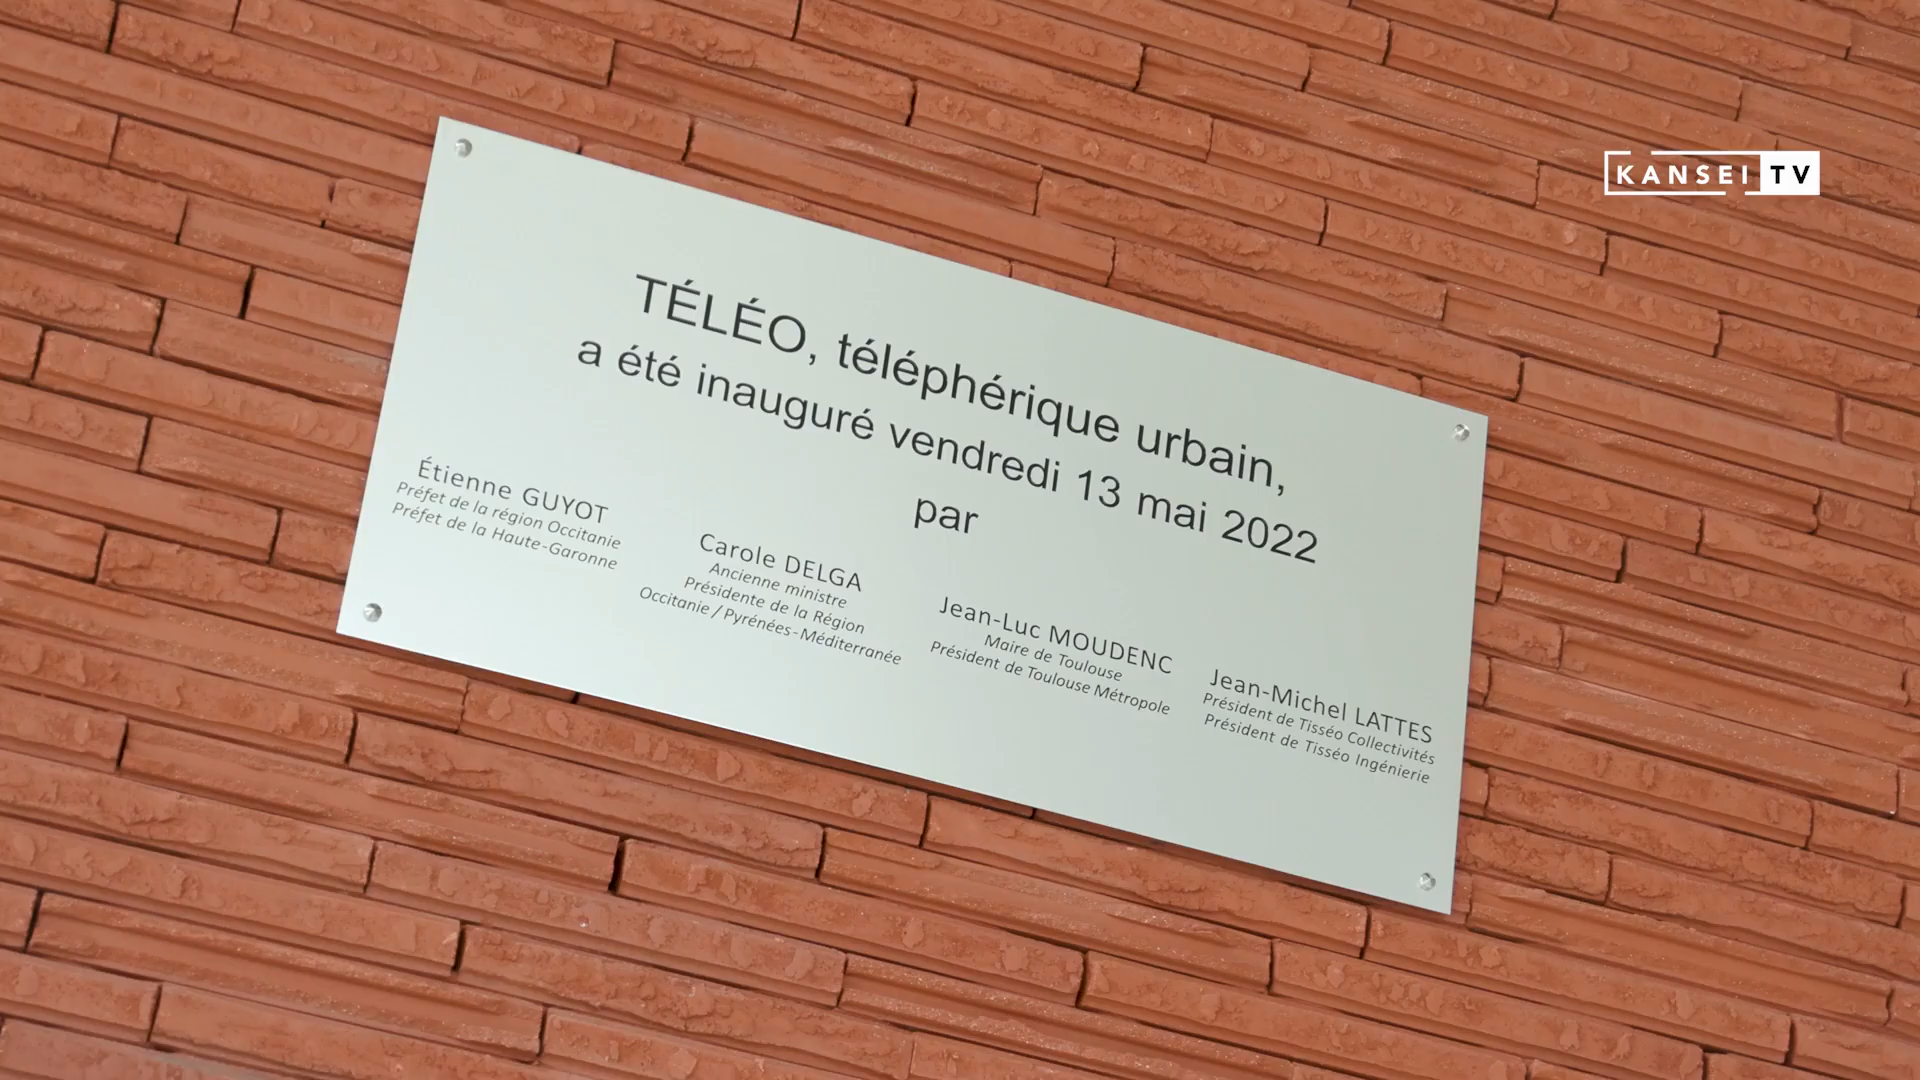 KANSEI TV
TÉLÉO, téléphérique urbain,
a été inauguré vendredi 13 mai 2022
par
Étienne GUYOT
Préfet de la région Occitanie
Préfet de la Haute-Garonne
Carole DELGA
Ancienne ministre
Présidente de la Région
Occitanie / Pyrénées-Méditerranée
Jean-Luc MOUDENC
Maire de Toulouse
Président de Toulouse Métropole
Jean-Michel LATTES
Président de Tisséo Collectivités
Président de Tisséo Ingénierie